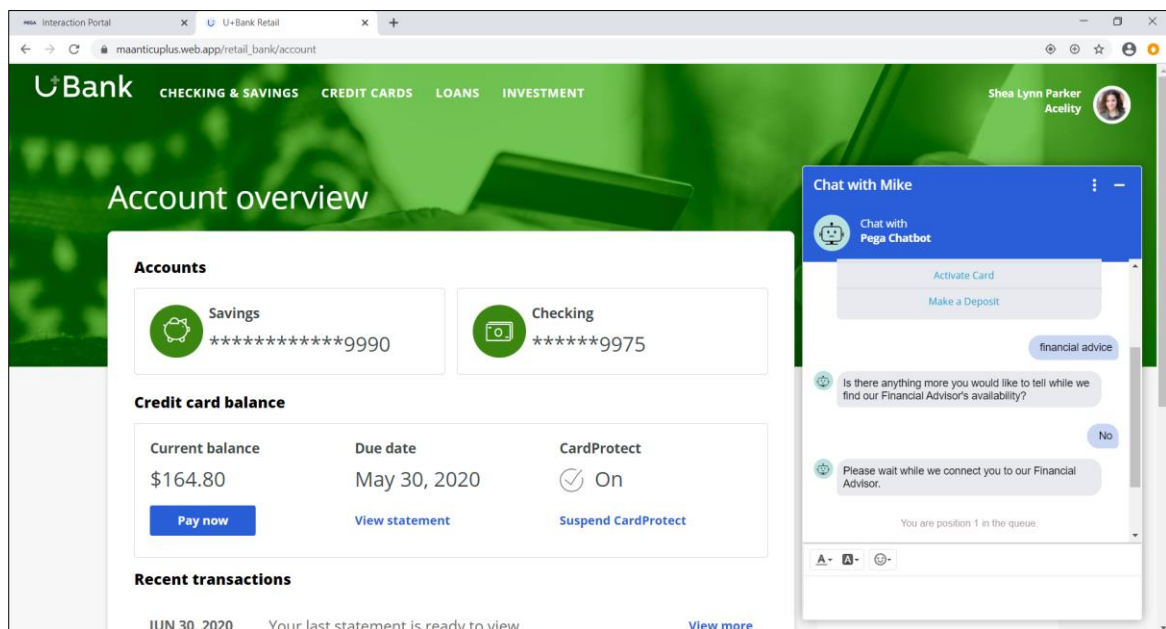 PEGA Interaction Portal
U+Bank Retail
maanticuplus.web.app/retail_bank/account
U+Bank
CHECKING & SAVINGS CREDIT CARDS LOANS INVESTMENT
Shea Lynn Parker
Acelity
Account overview
Accounts
Savings
************9990
Checking
******9975
Credit card balance
Current balance
$164.80
Pay now
Due date
May 30, 2020
View statement
CardProtect
On
Suspend CardProtect
Recent transactions
JUN 30, 2020 Your last statement is ready to view View more
Chat with Mike
Chat with
Pega Chatbot
Activate Card
Make a Deposit
financial advice
Is there anything more you would like to tell while we
find our Financial Advisor's availability?
No
Please wait while we connect you to our Financial
Advisor.
You are position 1 in the queue.
A
A